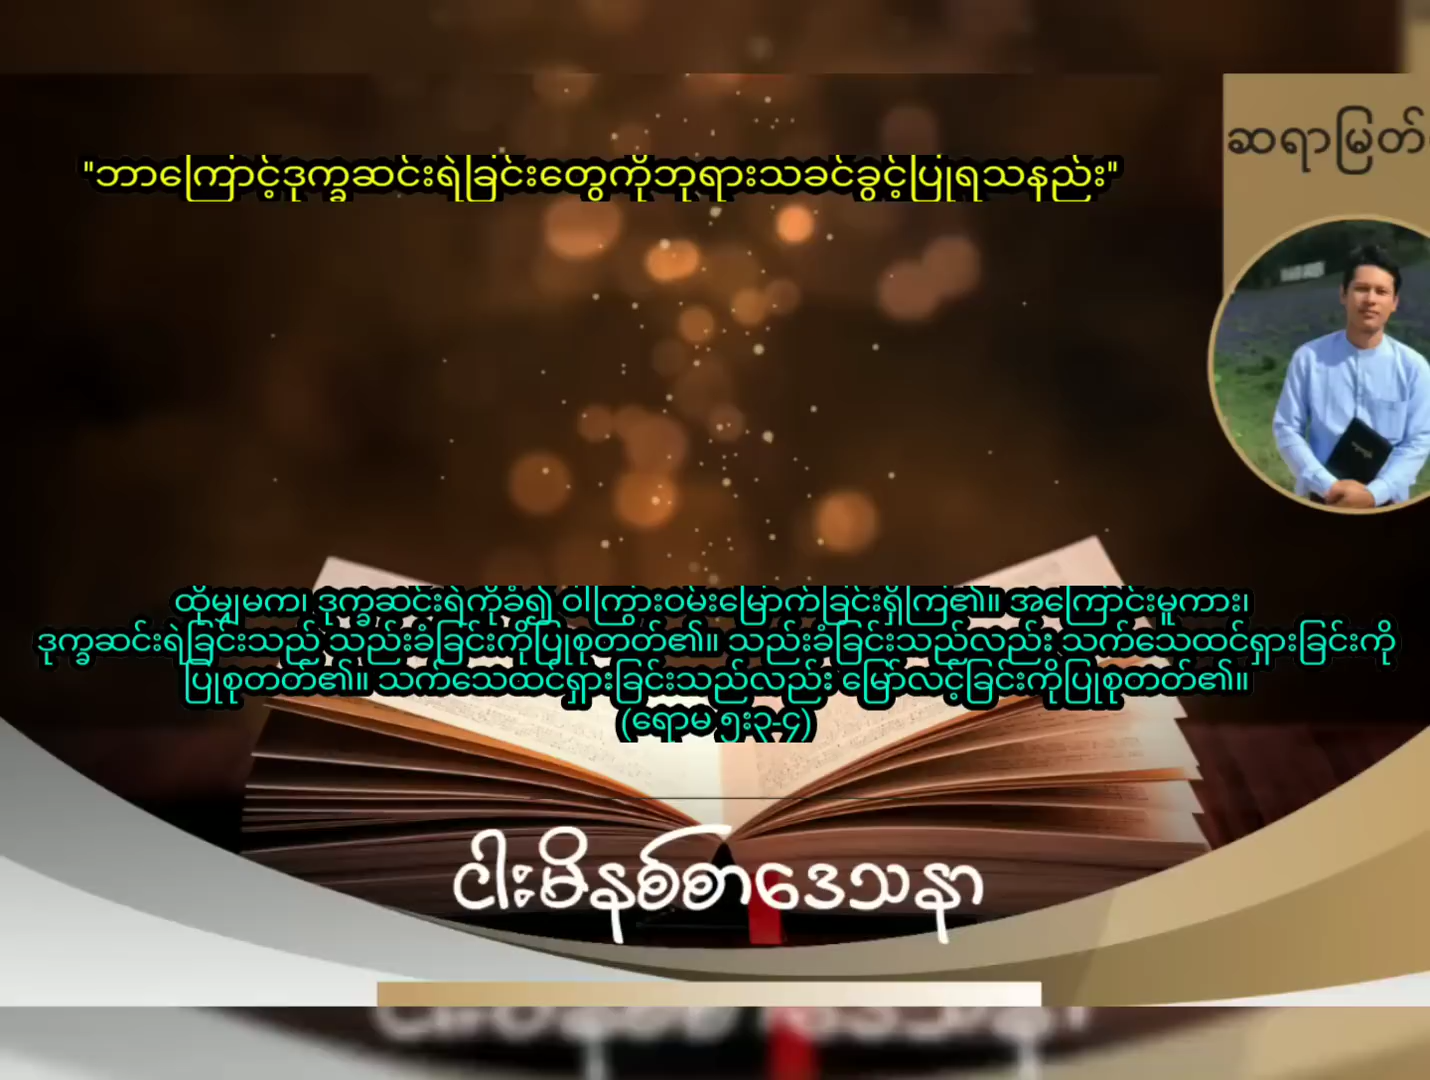 ဆရာမြတ်
"ဘာကြောင့်ဒုက္ခဆင်းရဲခြင်းတွေကိုဘုရားသခင်ခွင့်ပြုရသနည်း"
ထိုမျှမက၊ ဒုက္ခဆင်းရဲကိုခံ၍ ဝါကြွားဝမ်းမြောက်ခြင်းရှိကြ၏။ အကြောင်းမူကား၊
ဒုက္ခဆင်းရဲခြင်းသည် သည်းခံခြင်းကိုပြုစုတတ်၏။ သည်းခံခြင်းသည်လည်း သက်သေထင်ရှားခြင်းကို
ပြုစုတတ်၏။ သက်သေထင်ရှားခြင်းသည်လည်း မြော်လင့်ခြင်းကိုပြုစုတတ်၏။
(ရောမ ၅း၃-၄)
ငါးမိနစ်စာဒေသနာ